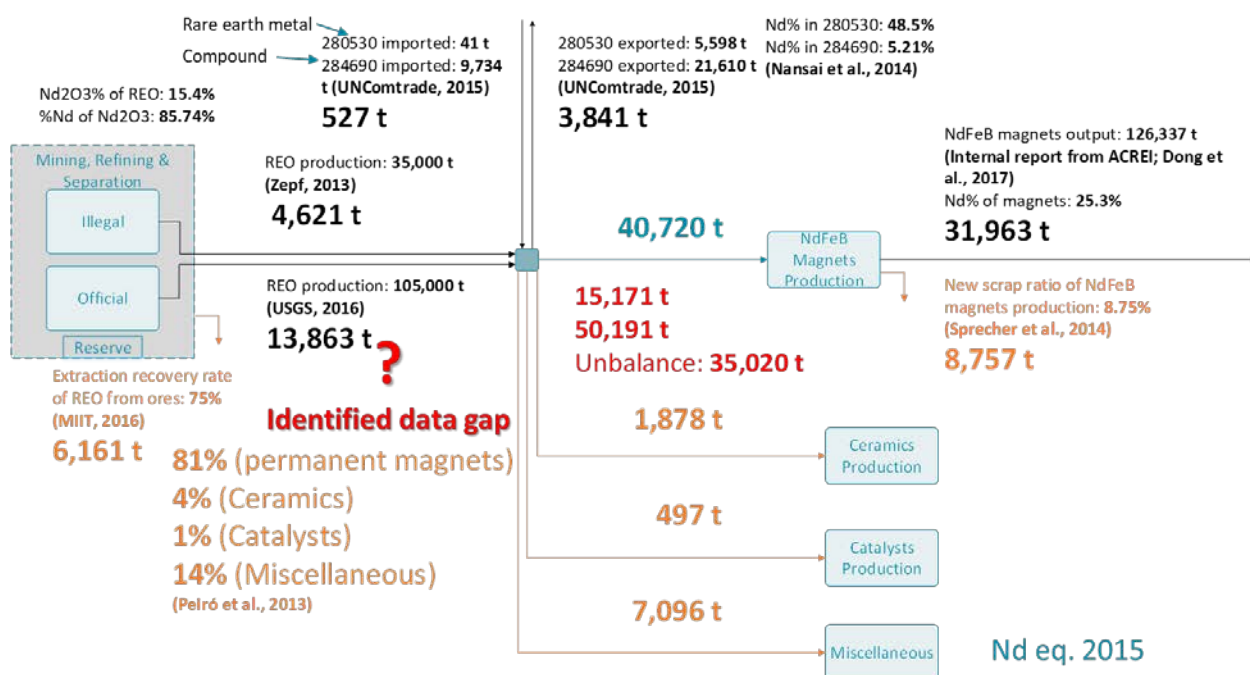 Rare earth metal
Compound
280530 imported: 41 t
284690 imported: 9,734
t (UNComtrade, 2015)
527 t
280530 exported: 5,598 t
284690 exported: 21,610 t
(UNComtrade, 2015)
3,841 t
Nd% in 280530: 48.5%
Nd% in 284690: 5.21%
(Nansai et al., 2014)
Nd2O3% of REO: 15.4%
%Nd of Nd2O3: 85.74%
Mining, Refining &
Separation
Illegal
Official
Reserve
REO production: 35,000 t
(Zepf, 2013)
4,621 t
REO production: 105,000 t
(USGS, 2016)
13,863 t
40,720 t
NdFeB
Magnets
Production
NdFeB magnets output: 126,337 t
(Internal report from ACREI; Dong et
al., 2017)
Nd% of magnets: 25.3%
31,963 t
15,171 t
50,191 t
Unbalance: 35,020 t
New scrap ratio of NdFeB
magnets production: 8.75%
(Sprecher et al., 2014)
8,757 t
Extraction recovery rate
of REO from ores: 75%
(MIIT, 2016)
6,161 t
?
Identified data gap
81% (permanent magnets)
4% (Ceramics)
1% (Catalysts)
14% (Miscellaneous)
(Peiró et al., 2013)
1,878 t
Ceramics
Production
497 t
Catalysts
Production
7,096 t
Miscellaneous
Nd eq. 2015